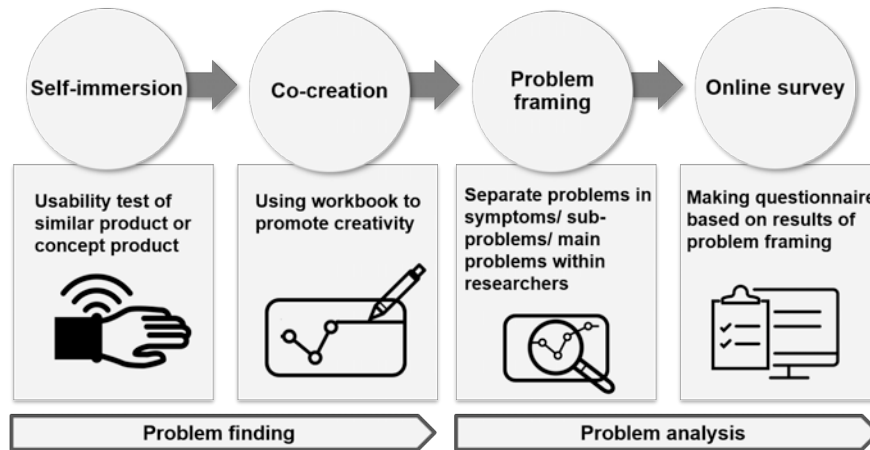 Self-immersion
Co-creation
Problem
framing
Online survey
Usability test of
similar product or
concept product
Using workbook to
promote creativity
Separate problems in
symptoms/ sub-
problems/ main
problems within
researchers
Making questionnaire
based on results of
problem framing
Problem finding
Problem analysis